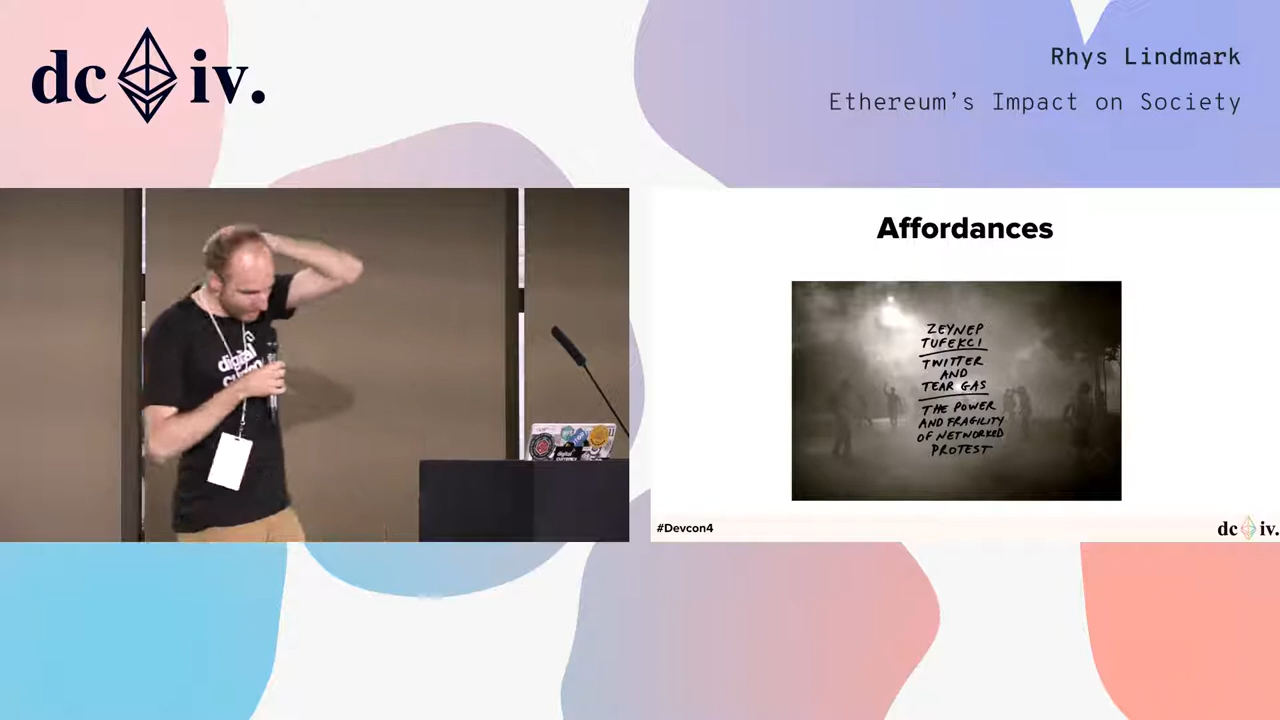 dc iv.
Rhys Lindmark
Ethereum’s Impact on Society
Affordances
ZEYNEP
TUFEKCI
TWITTER
AND
TEAR GAS
THE POWER
AND FRAGILITY
OF NETWORKED
PROTEST
digital
#Devcon4
dc iv.